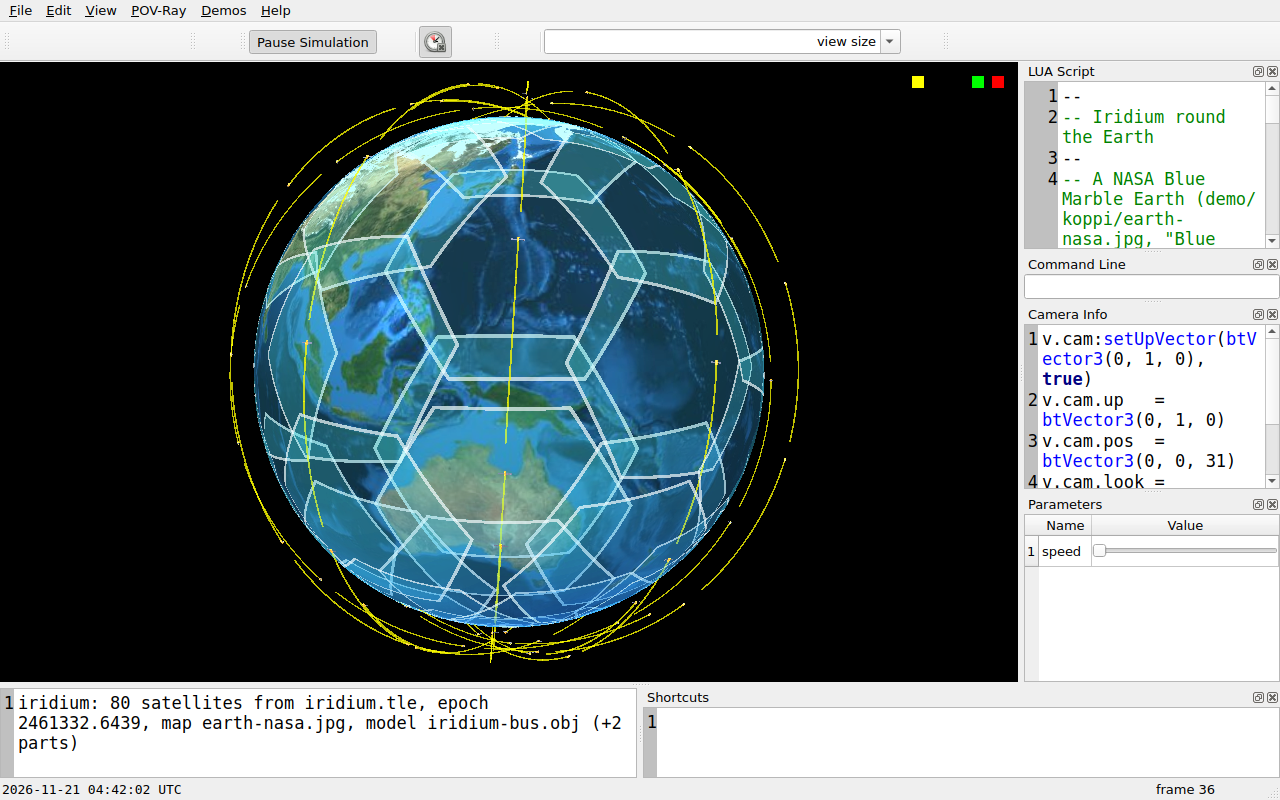 File Edit View POV-Ray Demos Help
Pause Simulation
view size
LUA Script
1 --
2 -- Iridium round
the Earth
3 --
4 -- A NASA Blue
Marble Earth (demo/
koppi/earth-
nasa.jpg, "Blue
Command Line
Camera Info
1 v.cam:setUpVector(btV
ector3(0, 1, 0),
true)
2 v.cam.up   =
btVector3(0, 1, 0)
3 v.cam.pos  =
btVector3(0, 0, 31)
4 v.cam.look =
Parameters
Name Value
1 speed
1 iridium: 80 satellites from iridium.tle, epoch
2461332.6439, map earth-nasa.jpg, model iridium-bus.obj (+2
parts)
Shortcuts
1
2026-11-21 04:42:02 UTC
frame 36